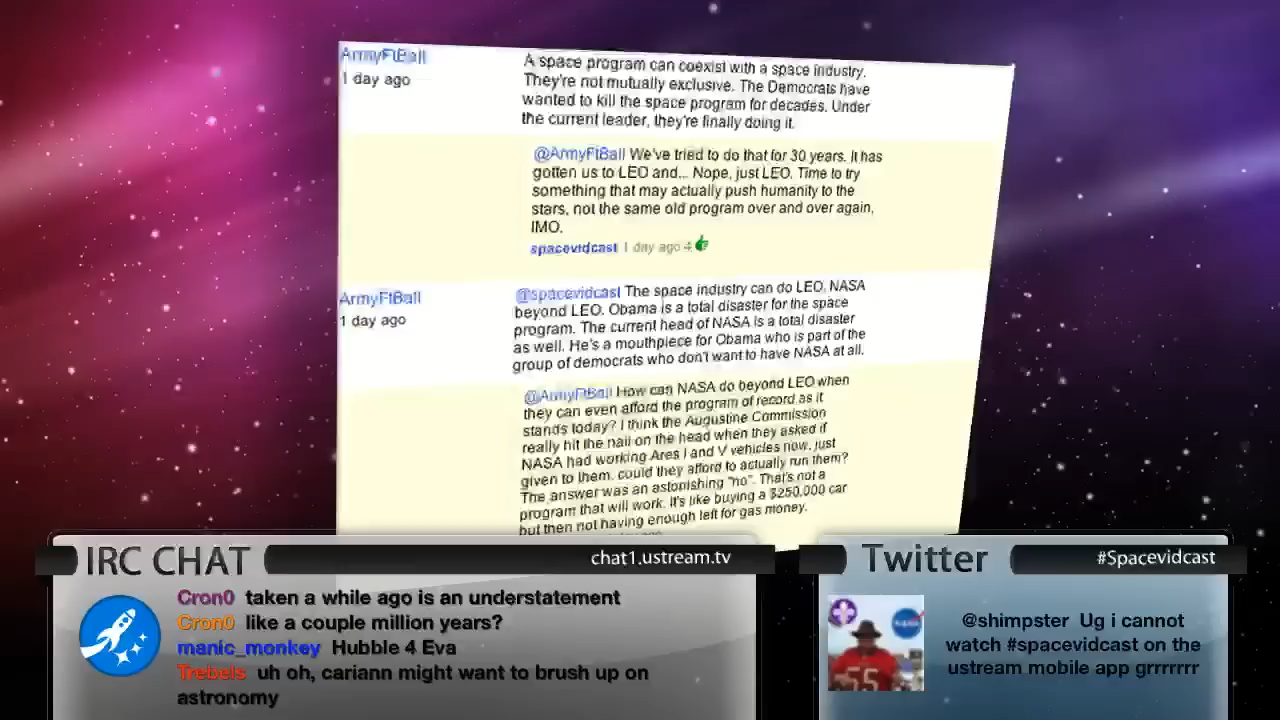 ArmyFtBall
1 day ago
A space program can coexist with a space industry.
They're not mutually exclusive. The Democrats have
wanted to kill the space program for decades. Under
the current leader, they're finally doing it.
@ArmyFtBall We've tried to do that for 30 years. It has
gotten us to LEO and... Nope, just LEO. Time to try
something that may actually push humanity to the
stars, not the same old program over and over again,
IMO.
spacevidcast 1 day ago 4
ArmyFtBall
1 day ago
@spacevidcast The space industry can do LEO, NASA
beyond LEO. Obama is a total disaster for the space
program. The current head of NASA is a total disaster
as well. He's a mouthpiece for Obama who is part of the
group of democrats who don't want to have NASA at all.
@ArmyFtBall How can NASA do beyond LEO when
they can even afford the program of record as it
stands today? I think the Augustine Commission
really hit the nail on the head when they asked if
NASA had working Ares I and V vehicles now, just
given to them, could they afford to actually run them?
The answer was an astonishing "no". That's not a
program that will work. It's like buying a $250,000 car
but then not having enough left for gas money.
IRC CHAT
chat1.ustream.tv
Cron0 taken a while ago is an understatement
Cron0 like a couple million years?
manic_monkey Hubble 4 Eva
Trebels uh oh, cariann might want to brush up on
astronomy
Twitter
#Spacevidcast
@shimpster Ug i cannot
watch #spacevidcast on the
ustream mobile app grrrrrrr
NASA
55